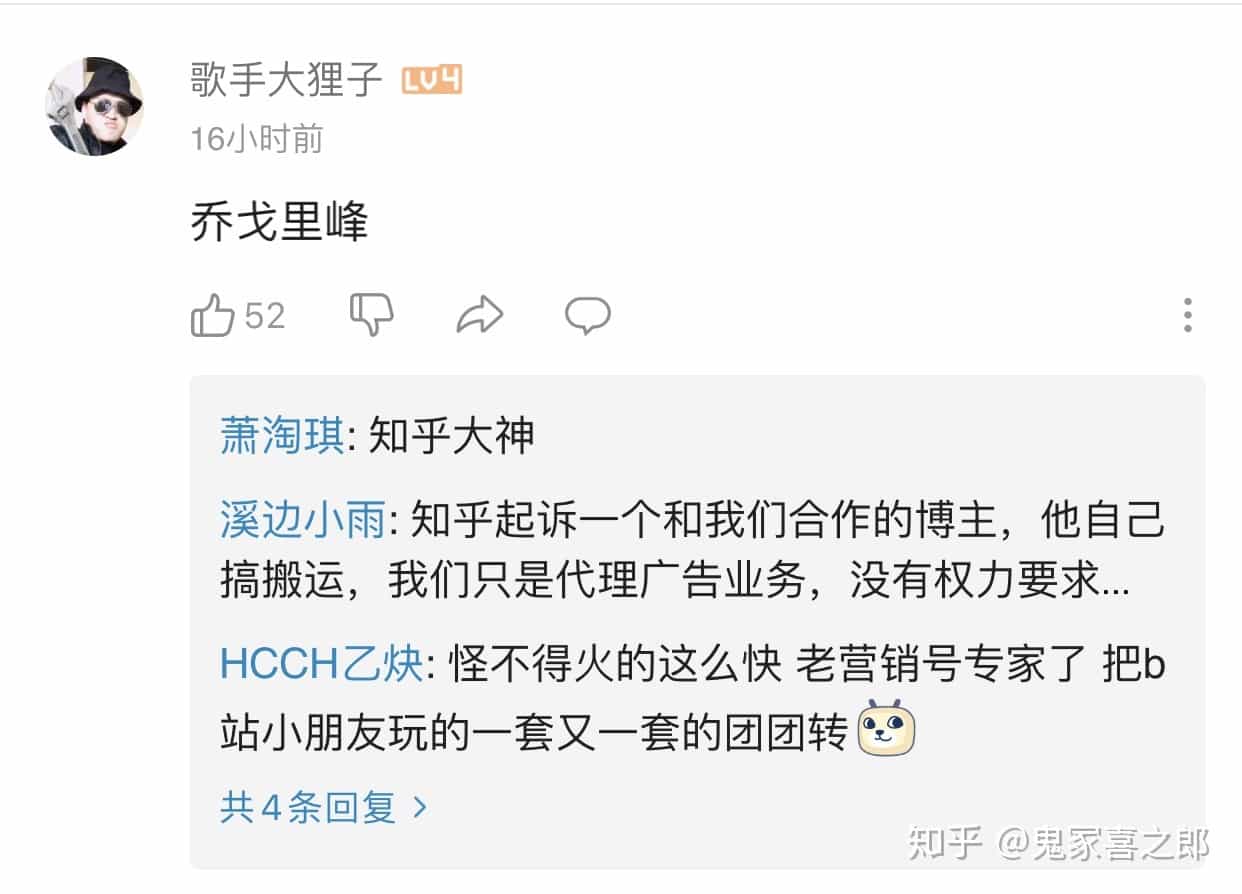 歌手大狸子 LV4
16小时前
乔戈里峰
52
萧淘琪: 知乎大神
溪边小雨: 知乎起诉一个和我们合作的博主，他自己
搞搬运，我们只是代理广告业务，没有权力要求...
HCCH乙炔: 怪不得火的这么快 老营销号专家了 把b
站小朋友玩的一套又一套的团团转
共4条回复 >
知乎 @鬼冢喜之郎